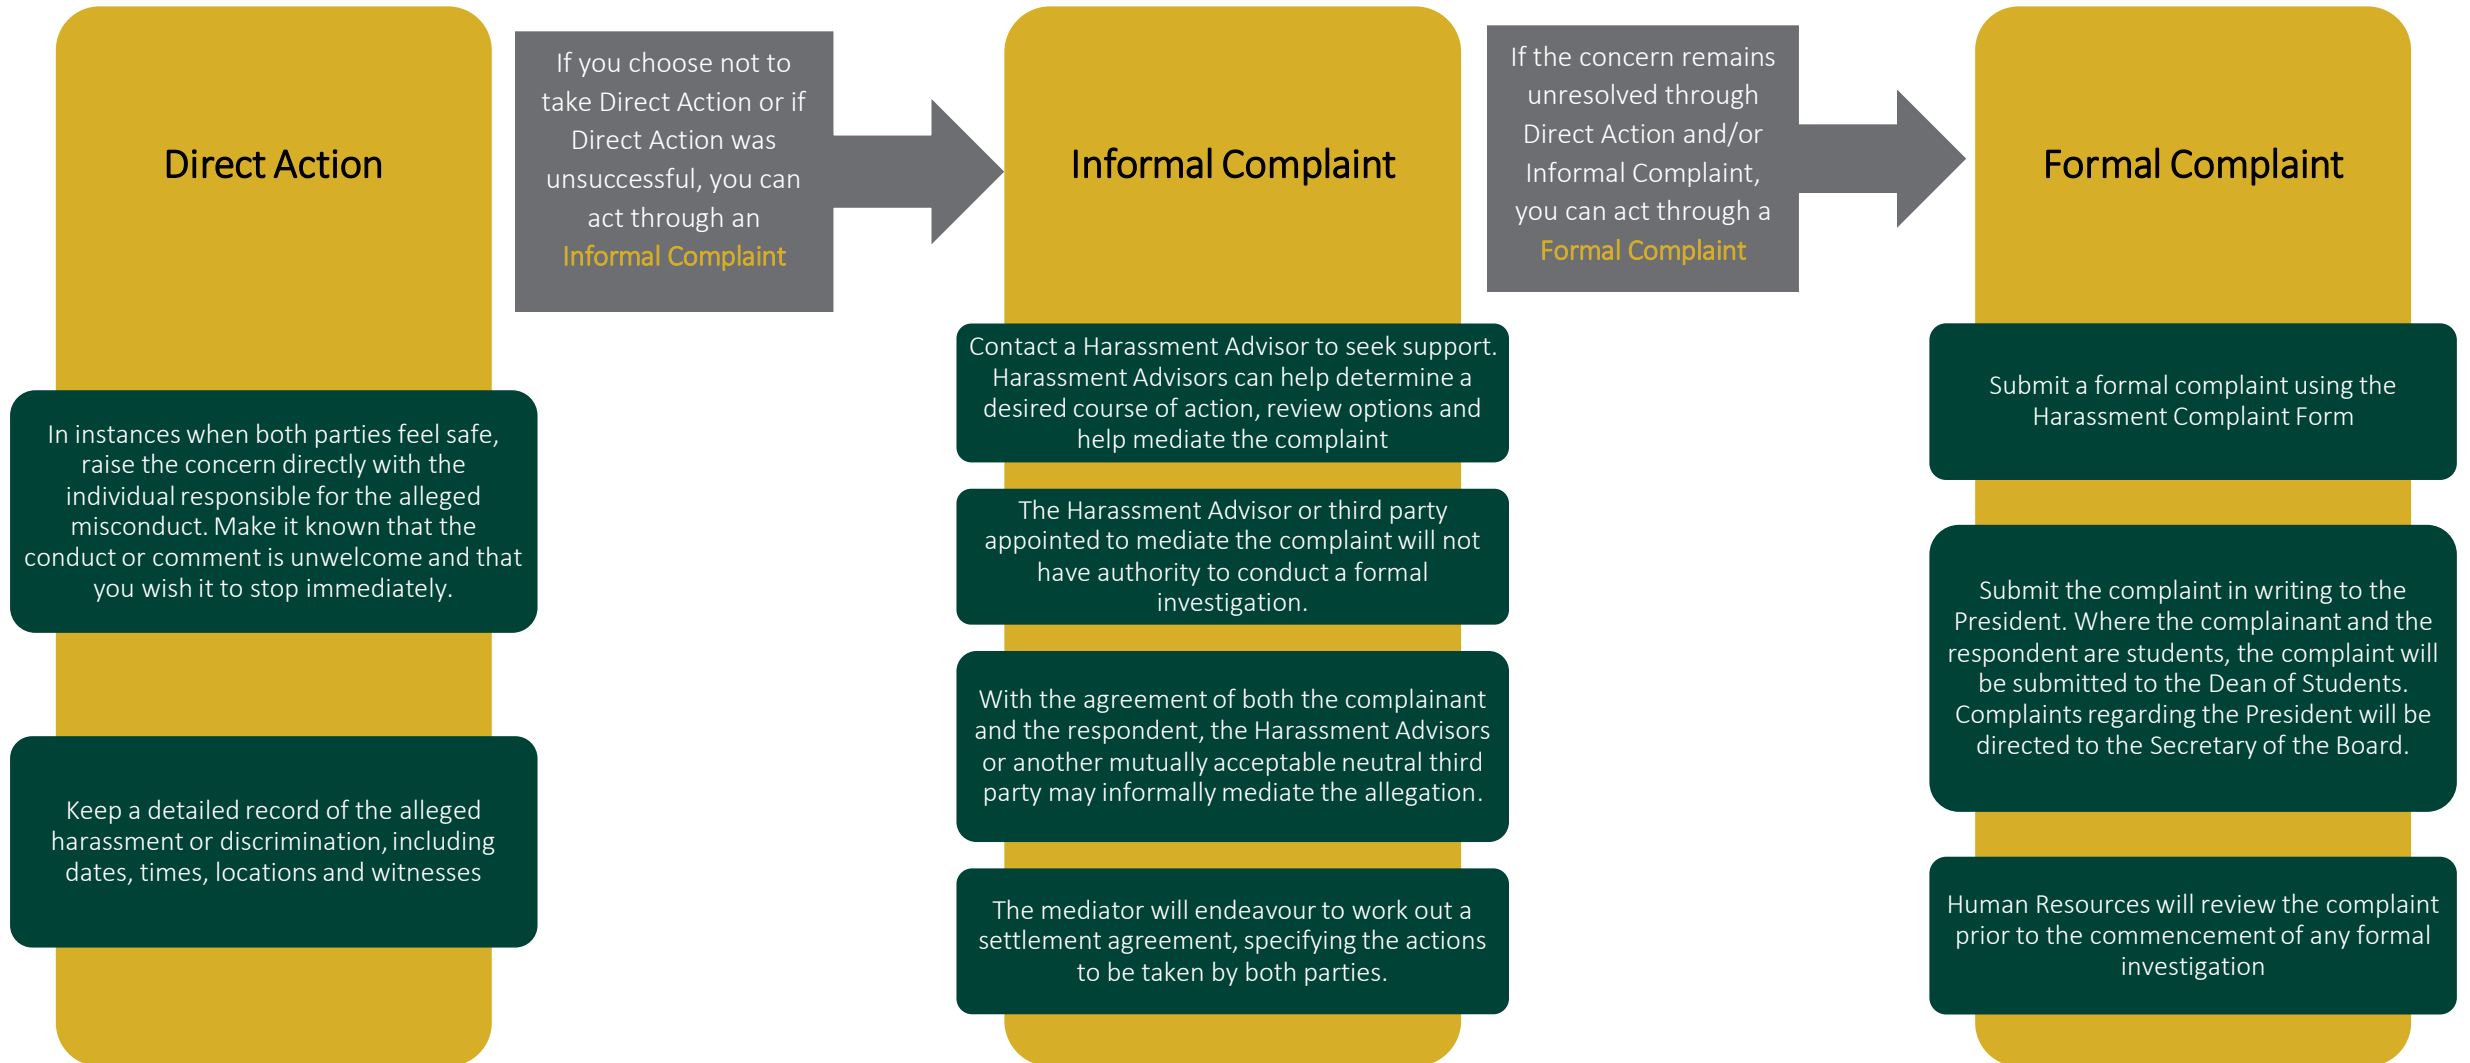 Direct Action
In instances when both parties feel safe,
raise the concern directly with the
individual responsible for the alleged
misconduct. Make it known that the
conduct or comment is unwelcome and that
you wish it to stop immediately.
Keep a detailed record of the alleged
harassment or discrimination, including
dates, times, locations and witnesses
If you choose not to
take Direct Action or if
Direct Action was
unsuccessful, you can
act through an
Informal Complaint
Informal Complaint
Contact a Harassment Advisor to seek support.
Harassment Advisors can help determine a
desired course of action, review options and
help mediate the complaint
The Harassment Advisor or third party
appointed to mediate the complaint will not
have authority to conduct a formal
investigation.
With the agreement of both the complainant
and the respondent, the Harassment Advisors
or another mutually acceptable neutral third
party may informally mediate the allegation.
The mediator will endeavour to work out a
settlement agreement, specifying the actions
to be taken by both parties.
If the concern remains
unresolved through
Direct Action and/or
Informal Complaint,
you can act through a
Formal Complaint
Formal Complaint
Submit a formal complaint using the
Harassment Complaint Form
Submit the complaint in writing to the
President. Where the complainant and the
respondent are students, the complaint will
be submitted to the Dean of Students.
Complaints regarding the President will be
directed to the Secretary of the Board.
Human Resources will review the complaint
prior to the commencement of any formal
investigation